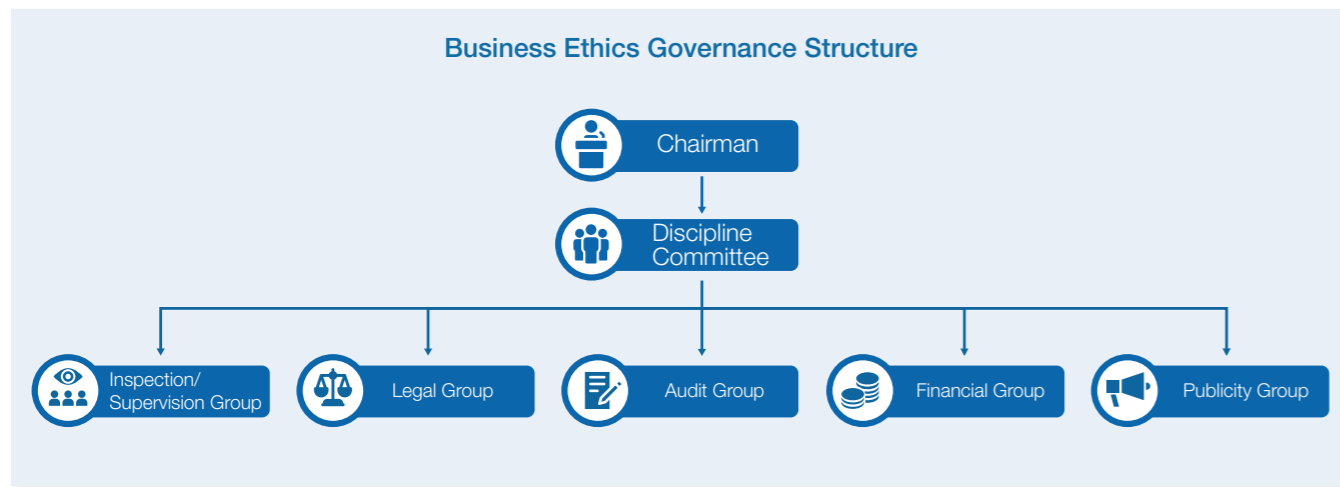 Business Ethics Governance Structure
Chairman
Discipline
Committee
Inspection/
Supervision Group
Legal Group
Audit Group
Financial Group
Publicity Group